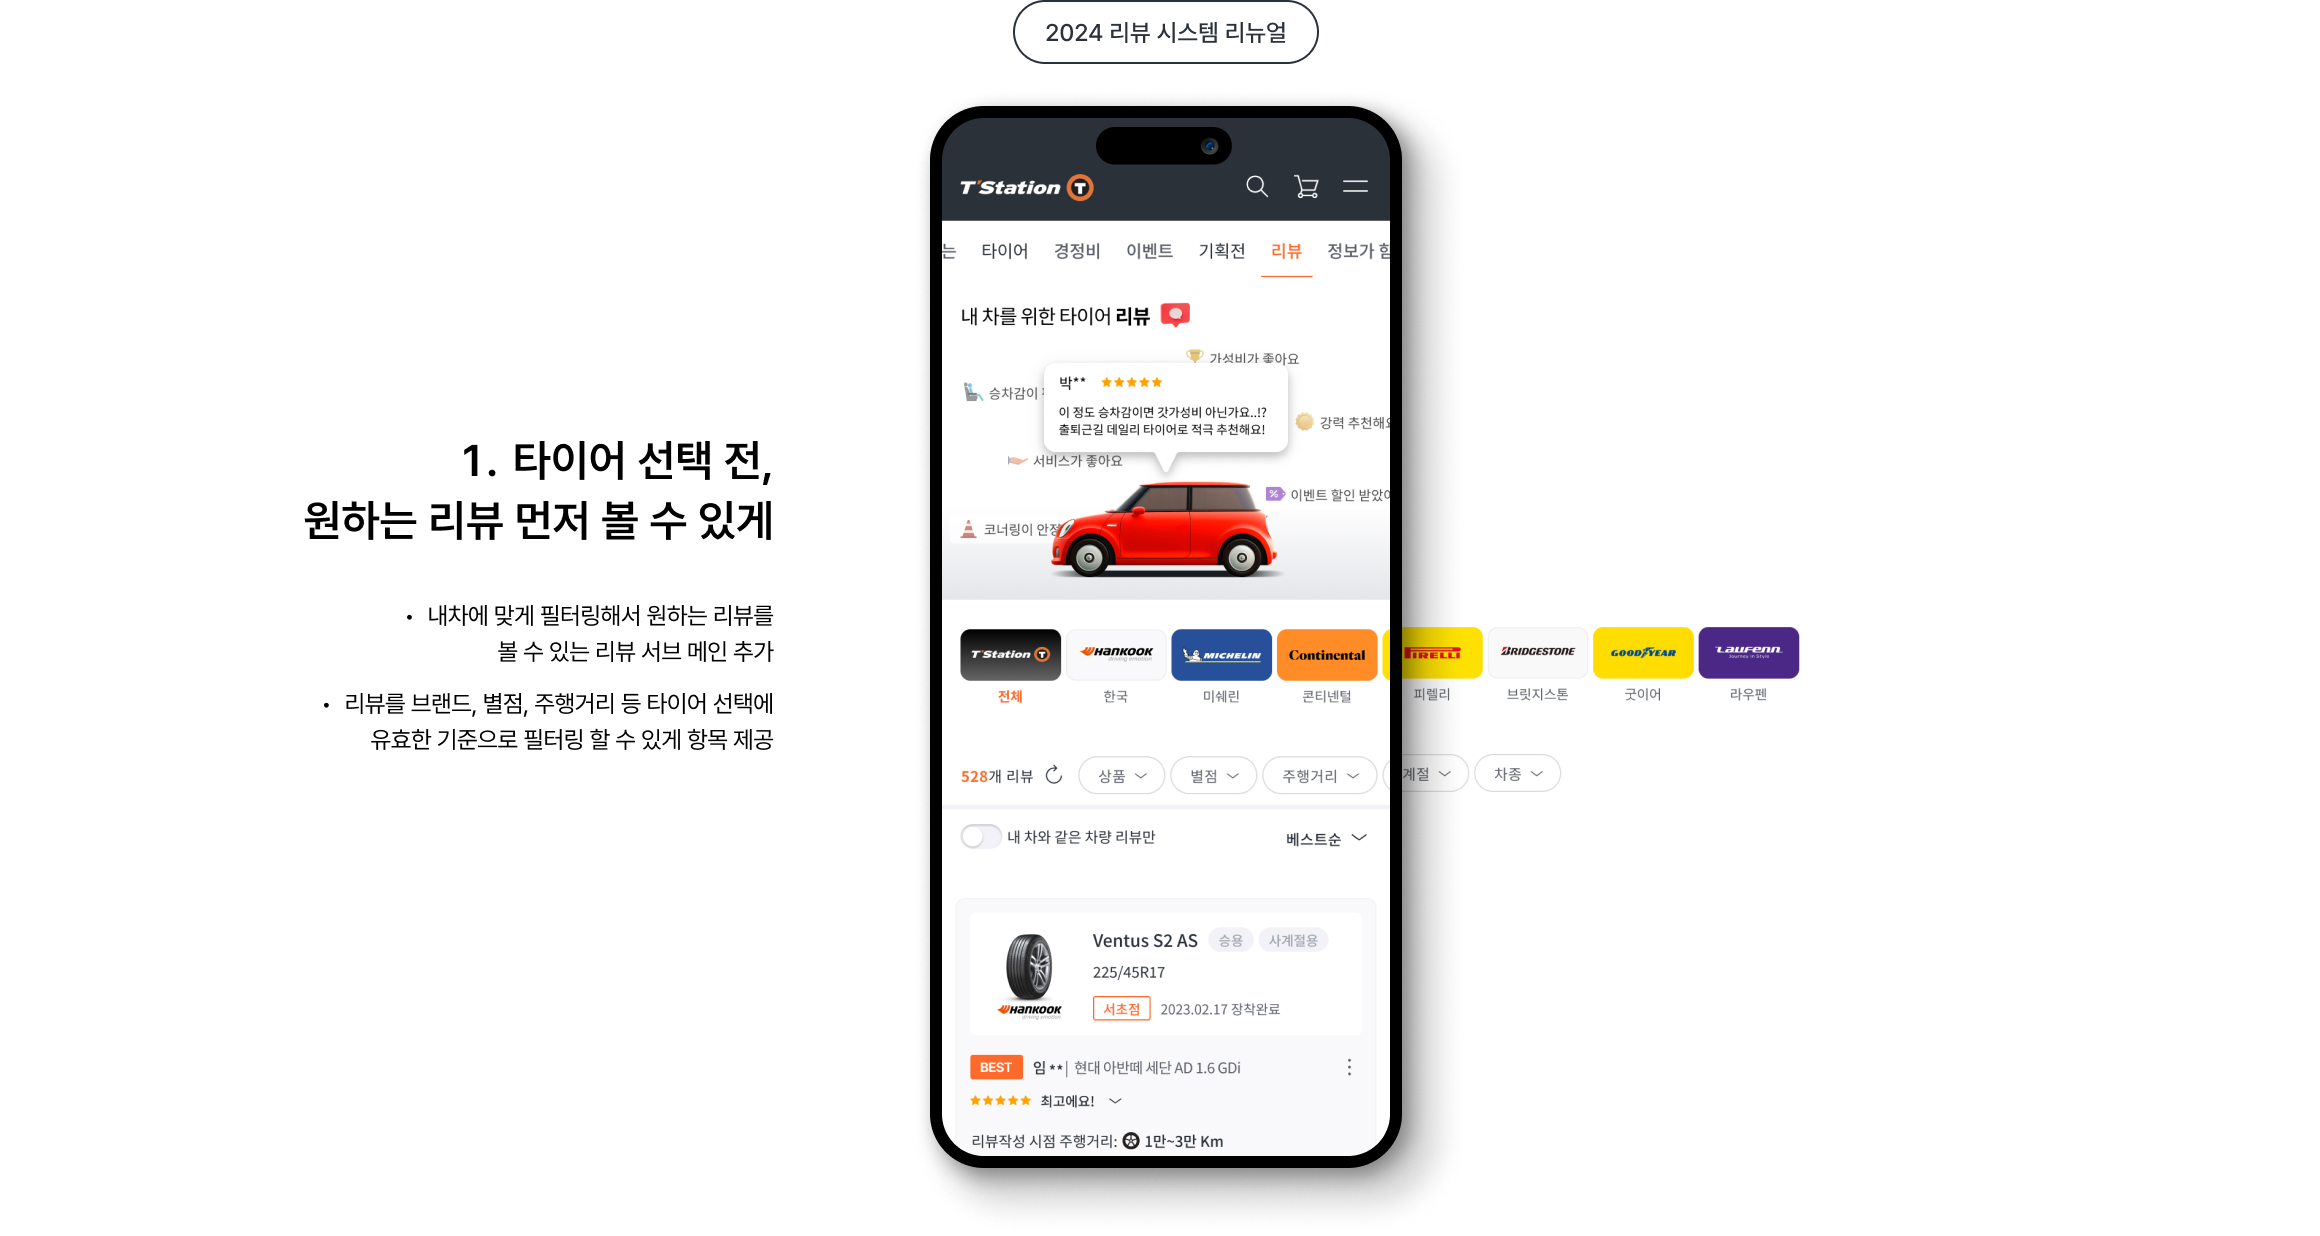 2024 리뷰 시스템 리뉴얼
1. 타이어 선택 전,
원하는 리뷰 먼저 볼 수 있게
• 내차에 맞게 필터링해서 원하는 리뷰를
볼 수 있는 리뷰 서브 메인 추가
• 리뷰를 브랜드, 별점, 주행거리 등 타이어 선택에
유효한 기준으로 필터링 할 수 있게 항목 제공
T'Station T
는 타이어 경정비 이벤트 기획전 리뷰 정보가 힘
내 차를 위한 타이어 리뷰
가성비가 좋아요
승차감이
박** ★★★★★
이 정도 승차감이면 갓가성비 아닌가요..!?
출퇴근길 데일리 타이어로 적극 추천해요!
강력 추천해요
서비스가 좋아요
% 이벤트 할인 받았어
코너링이 안정
T'Station T HANKOOK driving emotion MICHELIN Continental PIRELLI BRIDGESTONE GOODYEAR Laufenn Journey in Style
전체 한국 미쉐린 콘티넨털 피렐리 브릿지스톤 굿이어 라우펜
528개 리뷰 상품 별점 주행거리 계절 차종
내 차와 같은 차량 리뷰만 베스트순
Ventus S2 AS 승용 사계절용
225/45R17
서초점 2023.02.17 장착완료
HANKOOK
driving emotion
BEST 임 **| 현대 아반떼 세단 AD 1.6 GDi
★★★★★ 최고에요!
리뷰작성 시점 주행거리: 1만~3만 Km